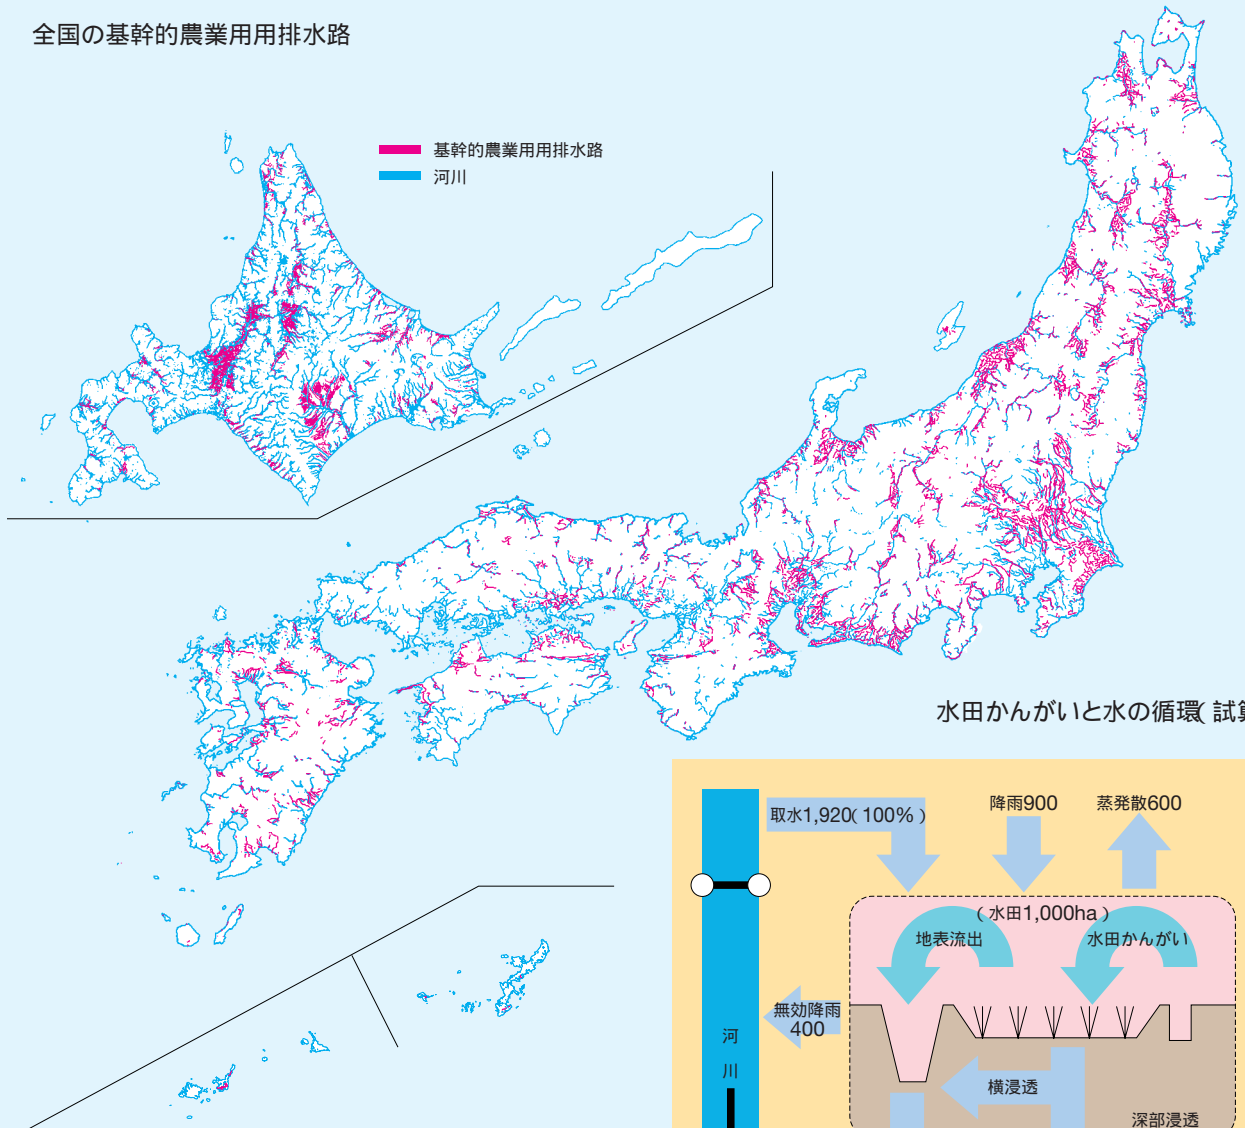 全国の基幹的農業用用排水路
基幹的農業用用排水路
河川
水田かんがいと水の循環(試算
取水1,920(100%)
降雨900
蒸発散600
(水田1,000ha)
地表流出
水田かんがい
無効降雨
400
河
川
横浸透
深部浸透